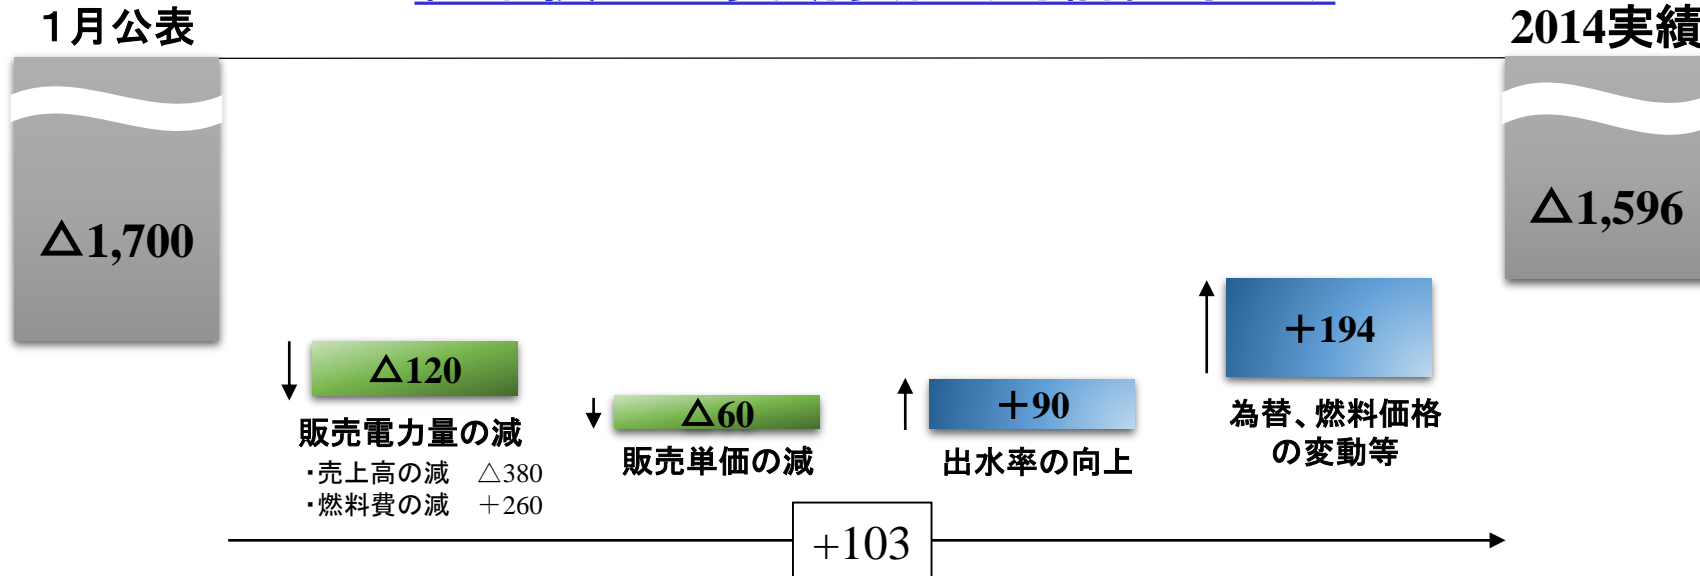 1月公表
2014実績
△1,700
△1,596
＋194
△120
＋90
△60
為替、燃料価格
の変動等
販売電力量の減
・売上高の減　△380
・燃料費の減　＋260
販売単価の減
出水率の向上
+103